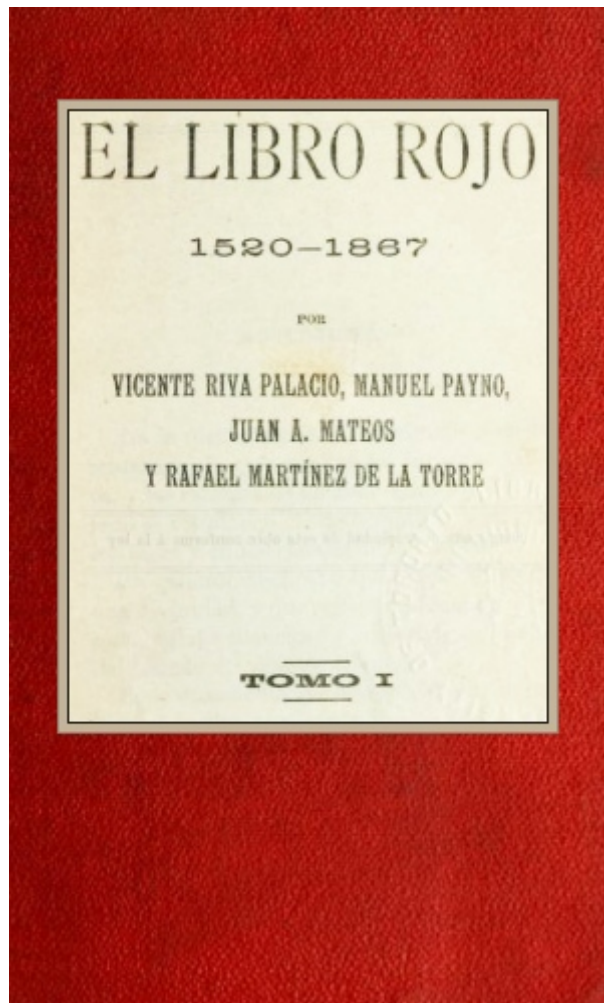 EL LIBRO ROJO
1520–1867
POR
VICENTE RIVA PALACIO, MANUEL PAYNO,
JUAN A. MATEOS
Y RAFAEL MARTÍNEZ DE LA TORRE
TOMO I